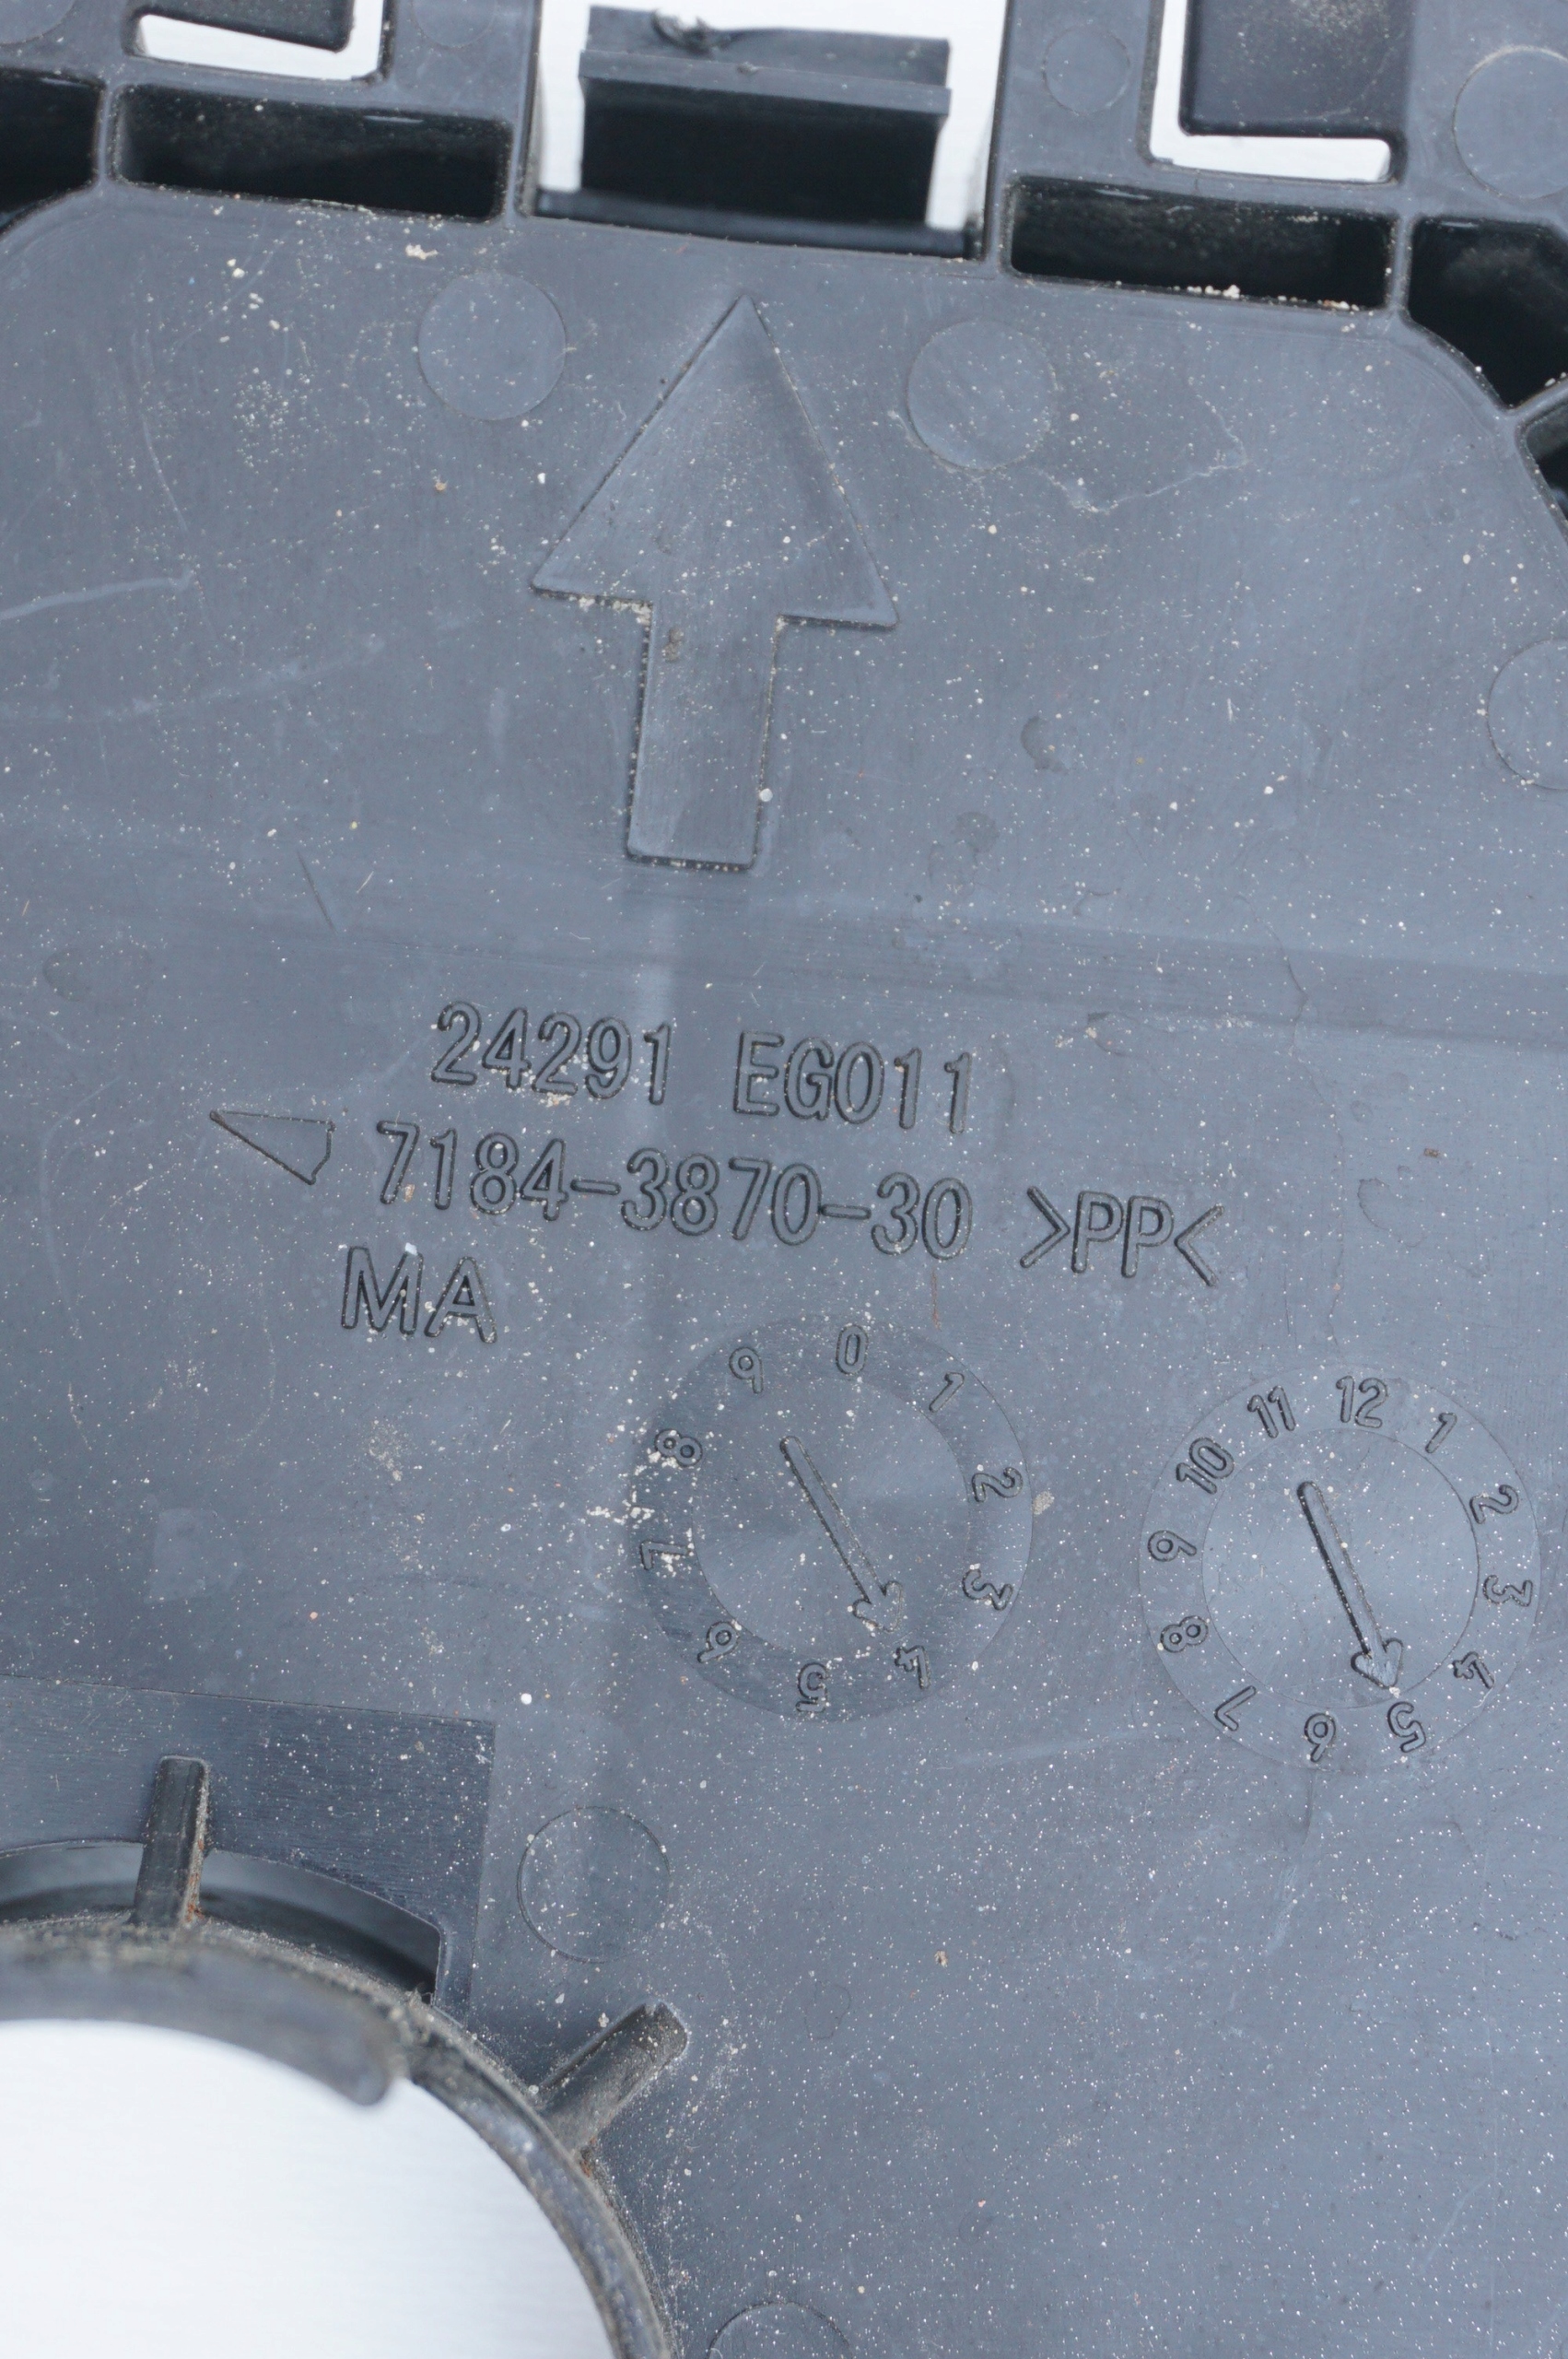 24291 EG011
7184-3870-30 >PP<
MA
0 1 2 3 4 5 6 7 8 9
12 1 2 3 4 5 6 7 8 9 10 11